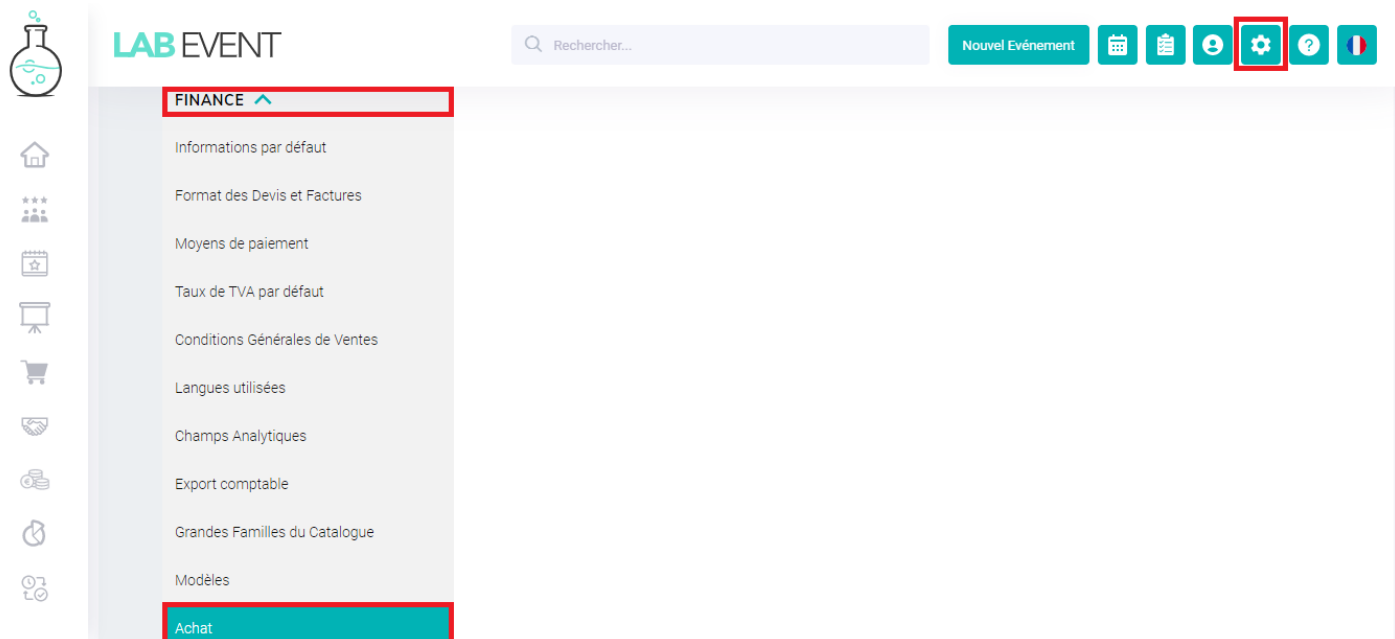 LAB EVENT
Rechercher...
Nouvel Evénement
FINANCE
Informations par défaut
Format des Devis et Factures
Moyens de paiement
Taux de TVA par défaut
Conditions Générales de Ventes
Langues utilisées
Champs Analytiques
Export comptable
Grandes Familles du Catalogue
Modèles
Achat